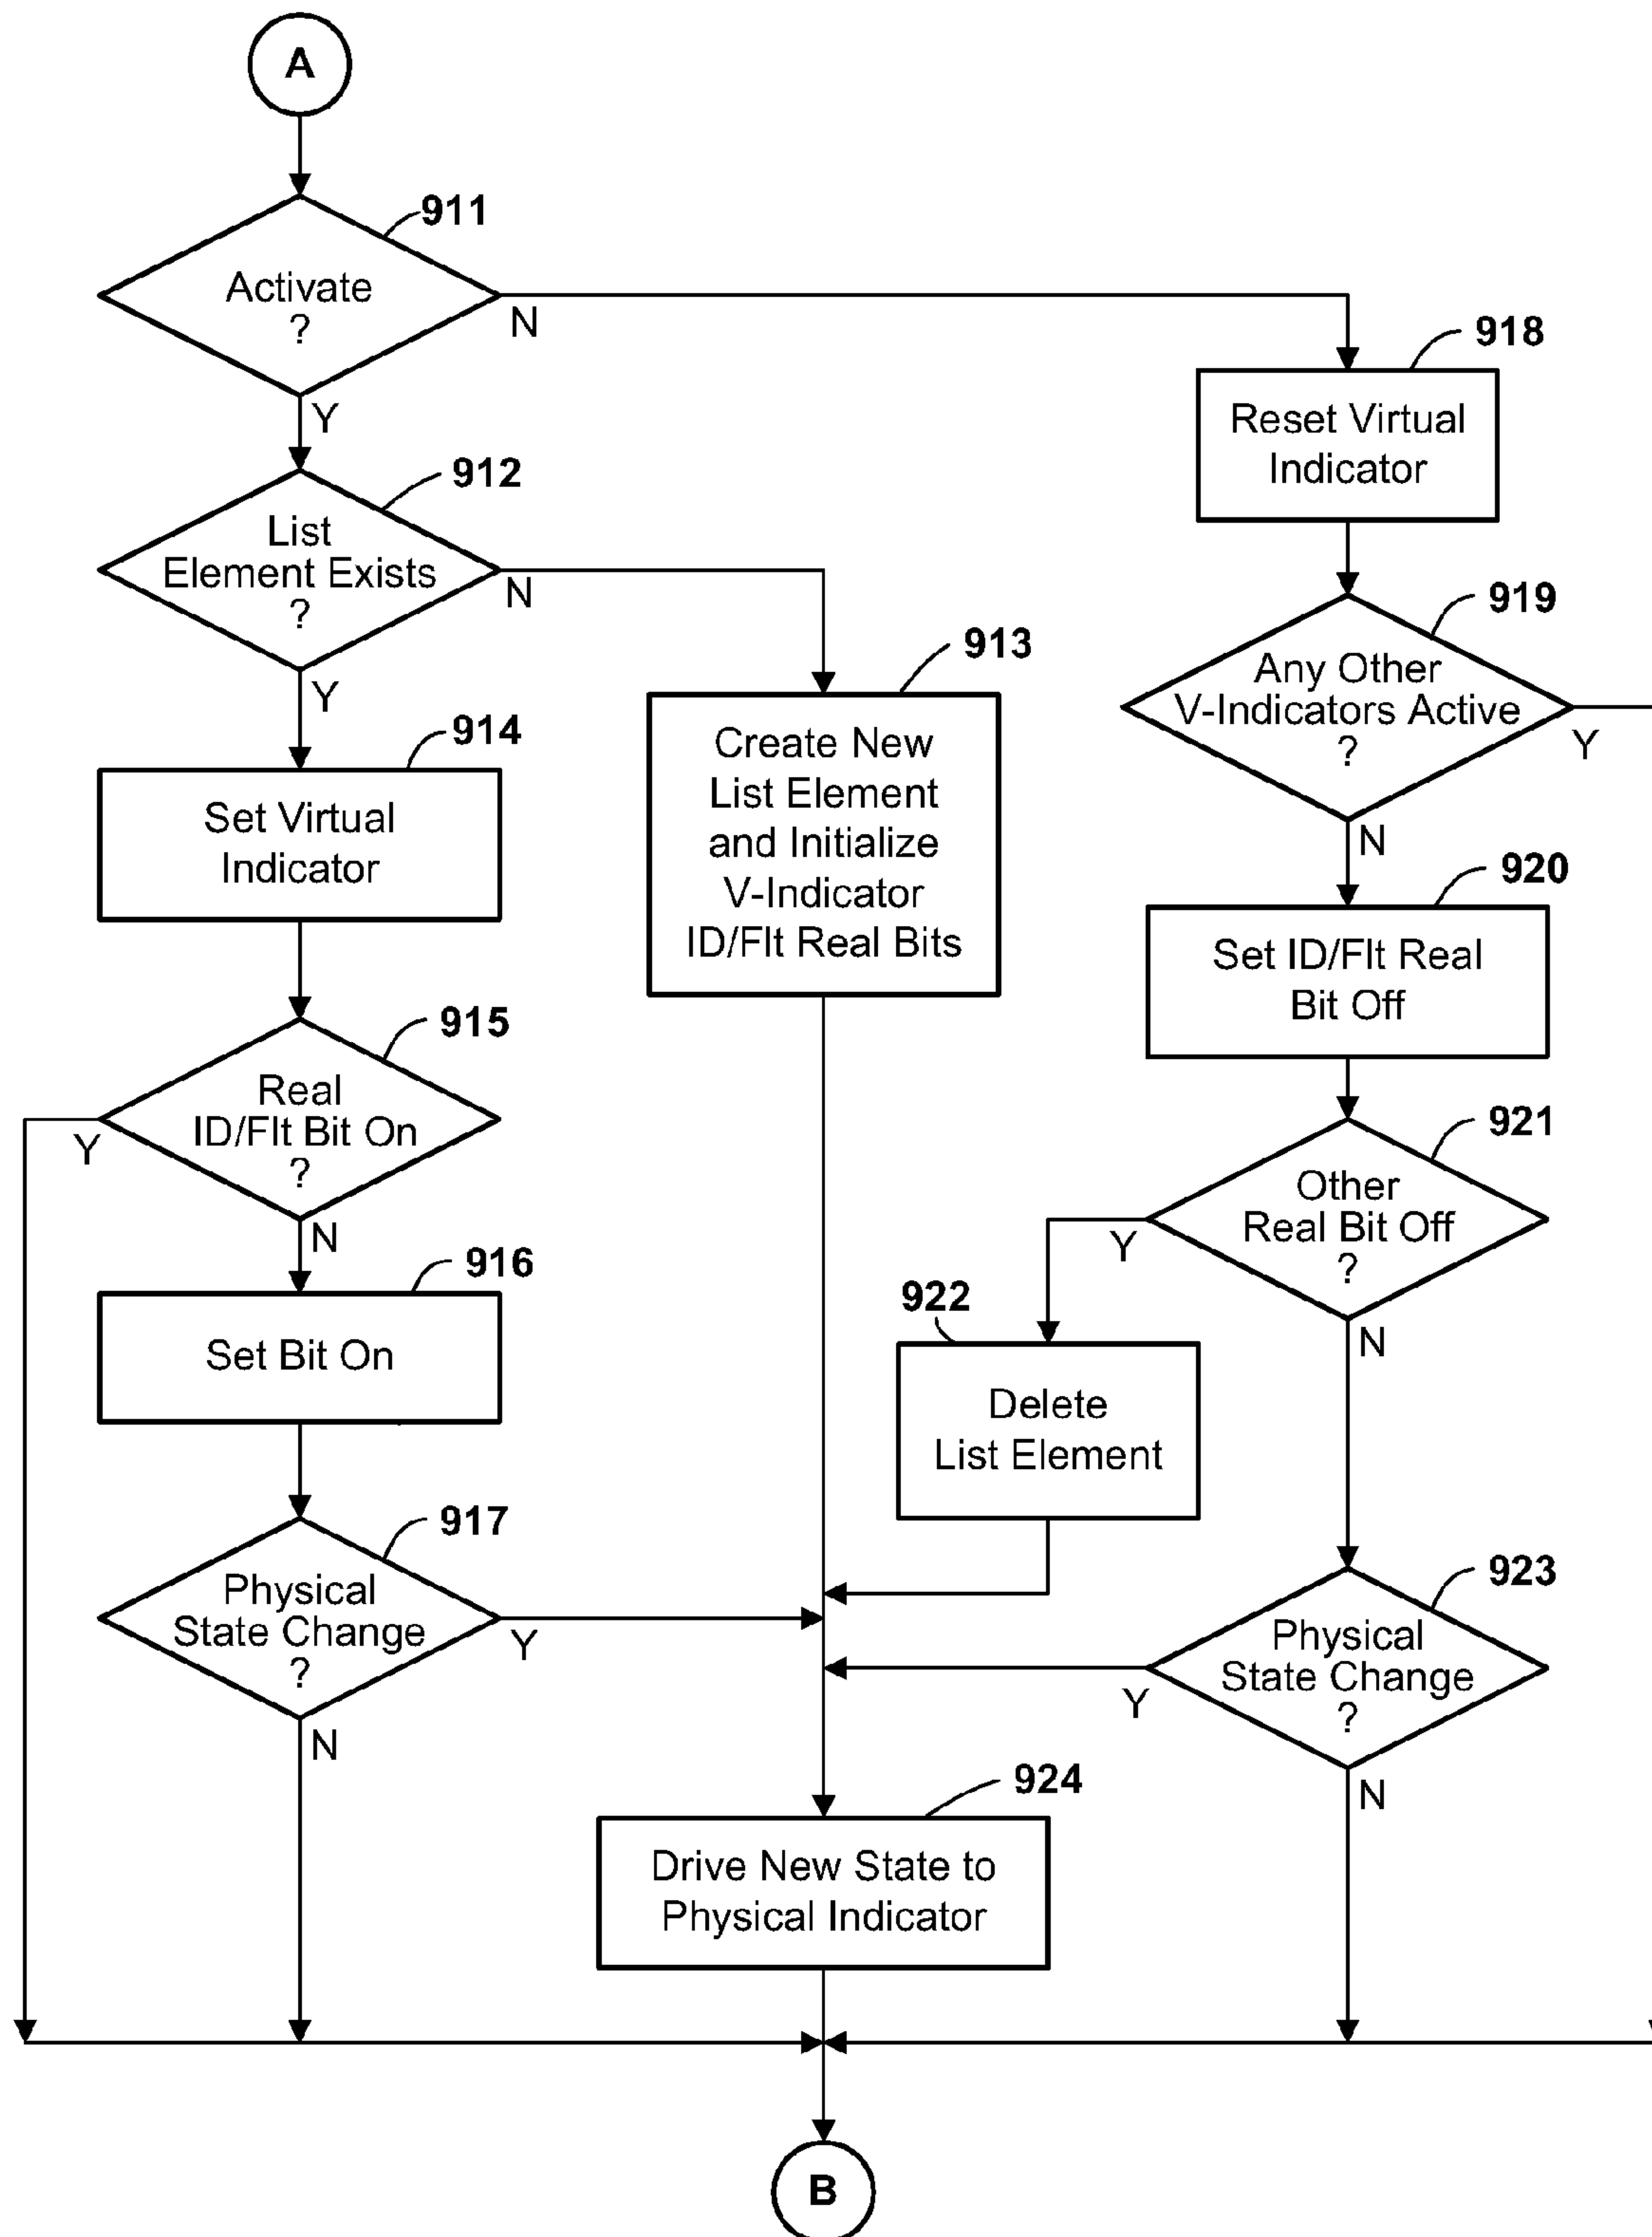 A
911
Activate
?
N
Y
918
Reset Virtual
Indicator
912
List
Element Exists
?
N
Y
913
Create New
List Element
and Initialize
V-Indicator
ID/Flt Real Bits
919
Any Other
V-Indicators Active
?
Y
N
914
Set Virtual
Indicator
920
Set ID/Flt Real
Bit Off
915
Real
ID/Flt Bit On
?
Y
N
921
Other
Real Bit Off
?
Y
N
916
Set Bit On
922
Delete
List Element
917
Physical
State Change
?
Y
N
923
Physical
State Change
?
Y
N
924
Drive New State to
Physical Indicator
B